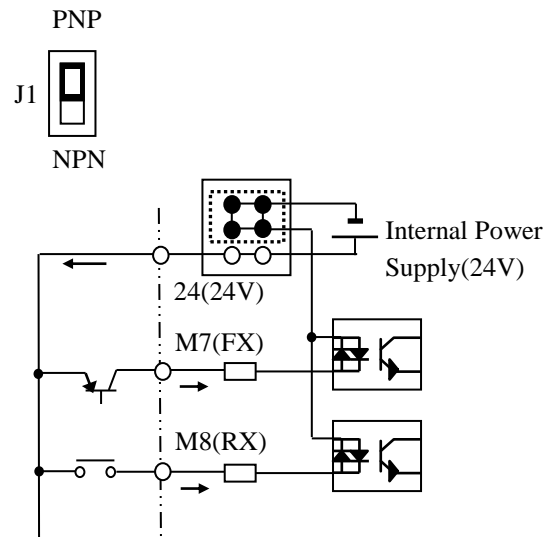 PNP
J1
NPN
Internal Power
Supply(24V)
24(24V)
M7(FX)
M8(RX)